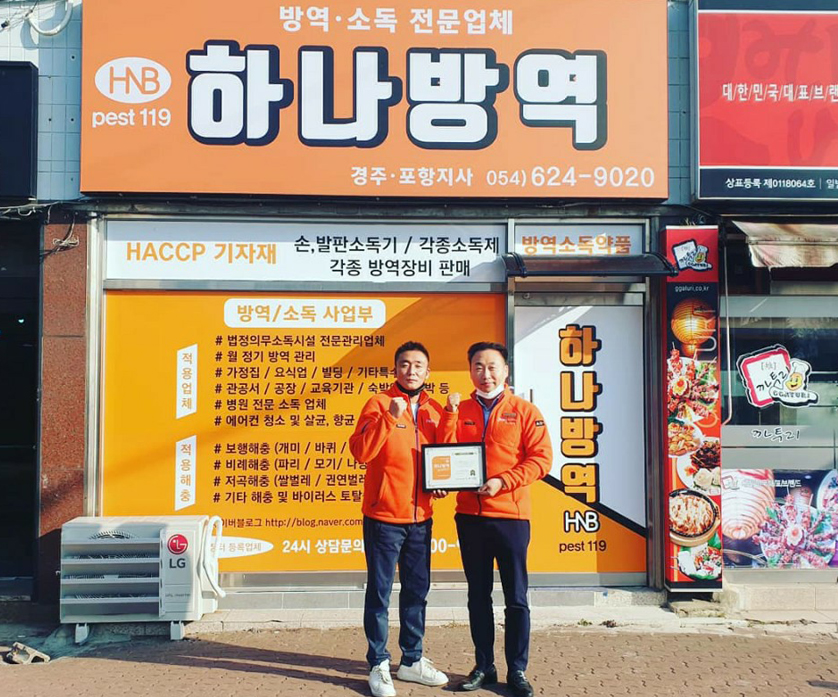 방역·소독 전문업체
HNB
pest 119
하나방역
경주·포항지사 054)624-9020
대/한/민/국/대/표/브/랜
상표등록 제0118064호
HACCP 기자재
손,발판소독기 / 각종소독제
각종 방역장비 판매
방역소독약품
방역/소독 사업부
적용업체
# 법정의무소독시설 전문관리업체
# 월 정기 방역 관리
# 가정집 / 요식업 / 빌딩 / 기타특수
# 관공서 / 공장 / 교육기관 / 숙박
등
# 병원 전문 소독 업체
# 에어컨 청소 및 살균, 향균
적용해충
# 보행해충 (개미 / 바퀴 /
# 비례해충 (파리 / 모기 /
# 저곡해충 (쌀벌레 / 권연벌레
# 기타 해충 및 바이러스 토탈
http://blog.naver.com
24시 상담문의
하나방역
HNB
pest 119
LG
하나방역
ggaturi.co.kr
까투리
GGATURI
까투리